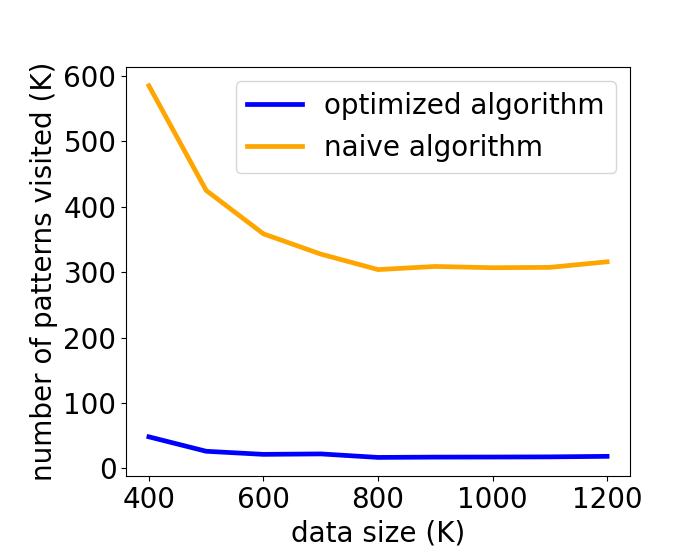 optimized algorithm
naive algorithm
number of patterns visited (K)
600
500
400
300
200
100
0
400 600 800 1000 1200
data size (K)